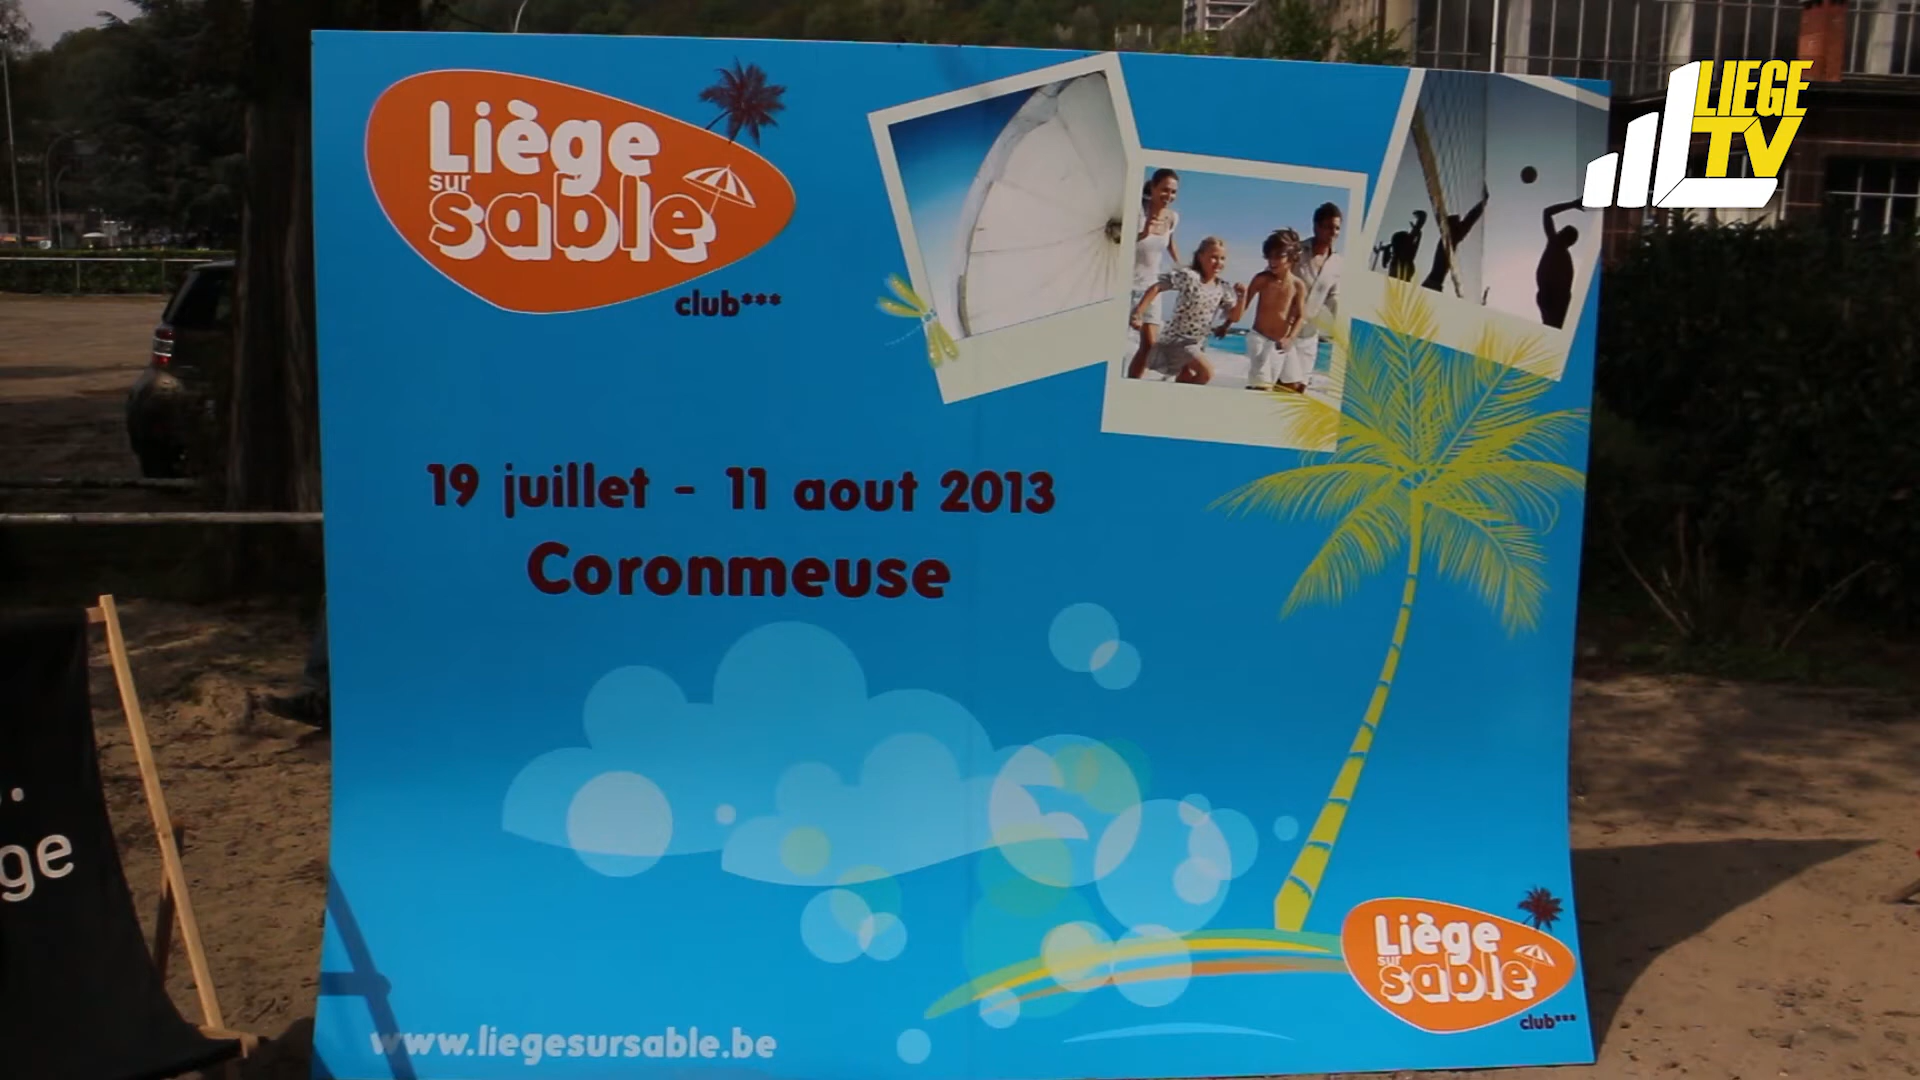 Liège
sur
sable
club***
LIEGE
TV
19 juillet - 11 aout 2013
Coronmeuse
..
ge
Liège
sur
sable
club***
www.liegesursable.be